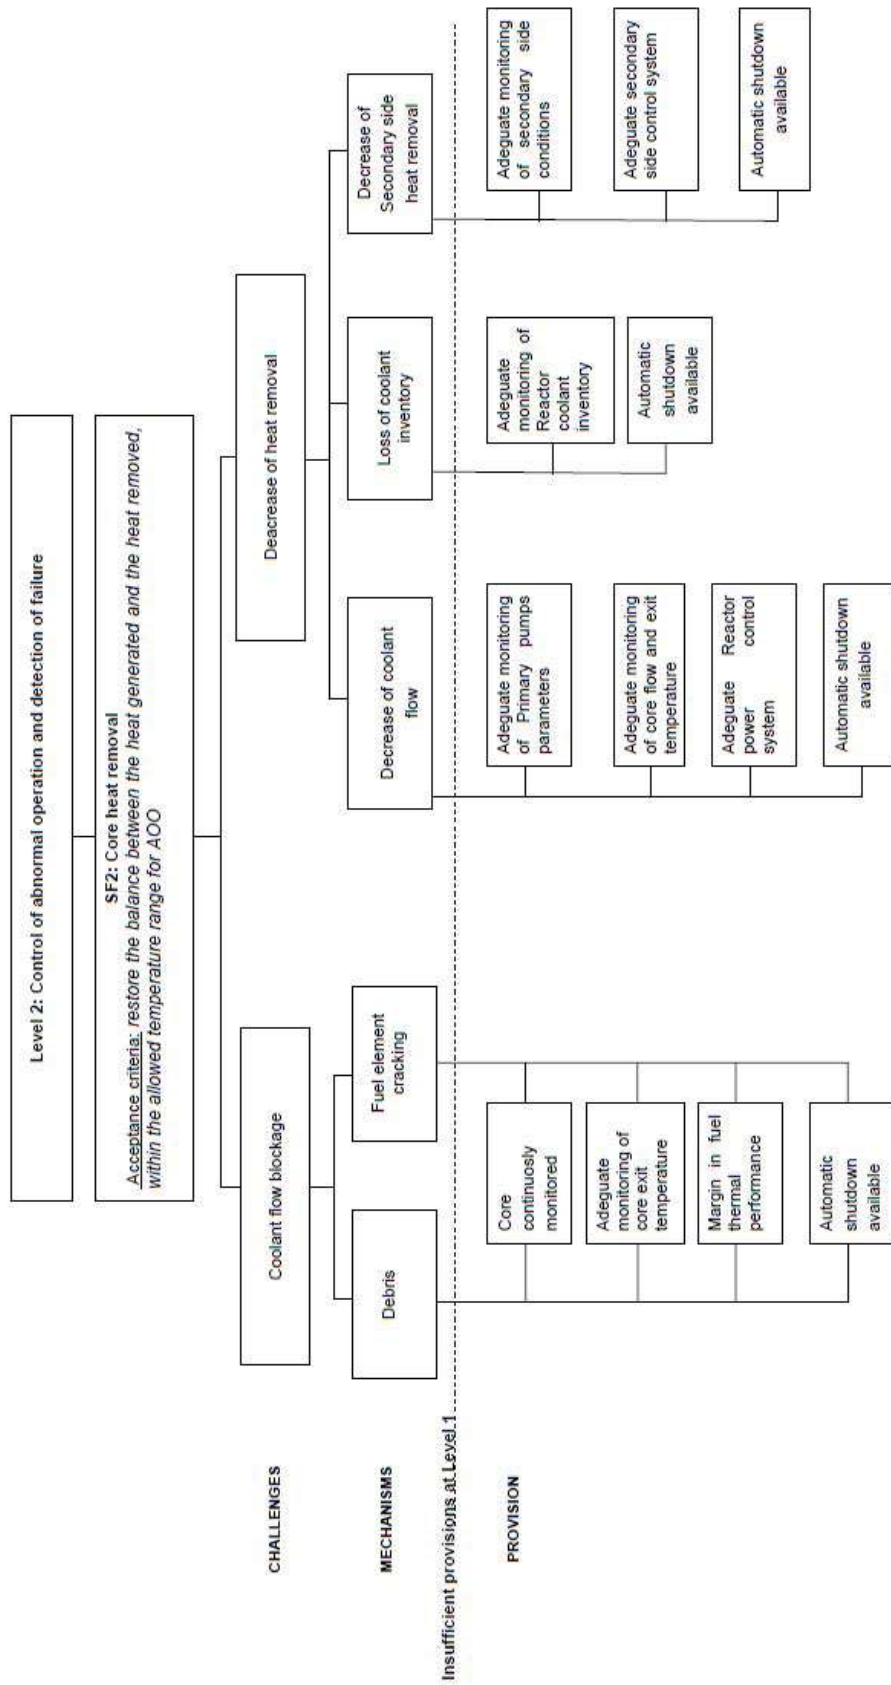 Level 2: Control of abnormal operation and detection of failure
SF2: Core heat removal
Acceptance criteria: restore the balance between the heat generated and the heat removed,
within the allowed temperature range for AOO
CHALLENGES
Coolant flow blockage
Deacrease of heat removal
MECHANISMS
Debris
Fuel element
cracking
Decrease of coolant
flow
Loss of coolant
inventory
Decrease of
Secondary side
heat removal
Insufficient provisions at Level 1
PROVISION
Core
continuosly
monitored
Adeguate
monitoring of
core exit
temperature
Margin in fuel
thermal
performance
Automatic
shutdown
available
Adeguate monitoring
of Primary pumps
parameters
Adeguate monitoring
of core flow and exit
temperature
Adeguate Reactor
power control
system
Automatic shutdown
available
Adeguate
monitoring of
Reactor
coolant
inventory
Automatic
shutdown
available
Adeguate monitoring
of secondary side
conditions
Adeguate secondary
side control system
Automatic shutdown
available